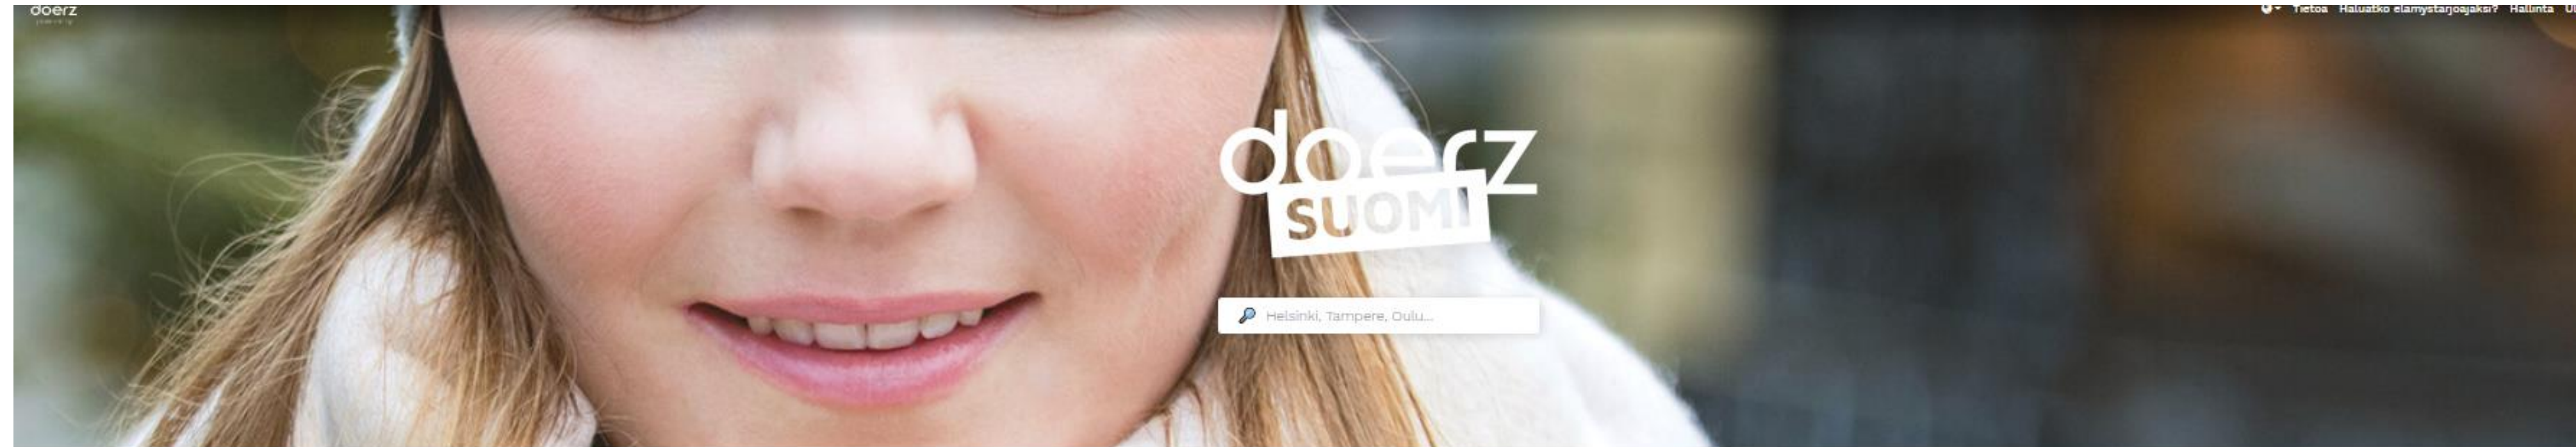 doerz
Tietoa Haluatko elämystarjoajaksi? Hallinta
doerz
SUOMI
Helsinki, Tampere, Oulu...